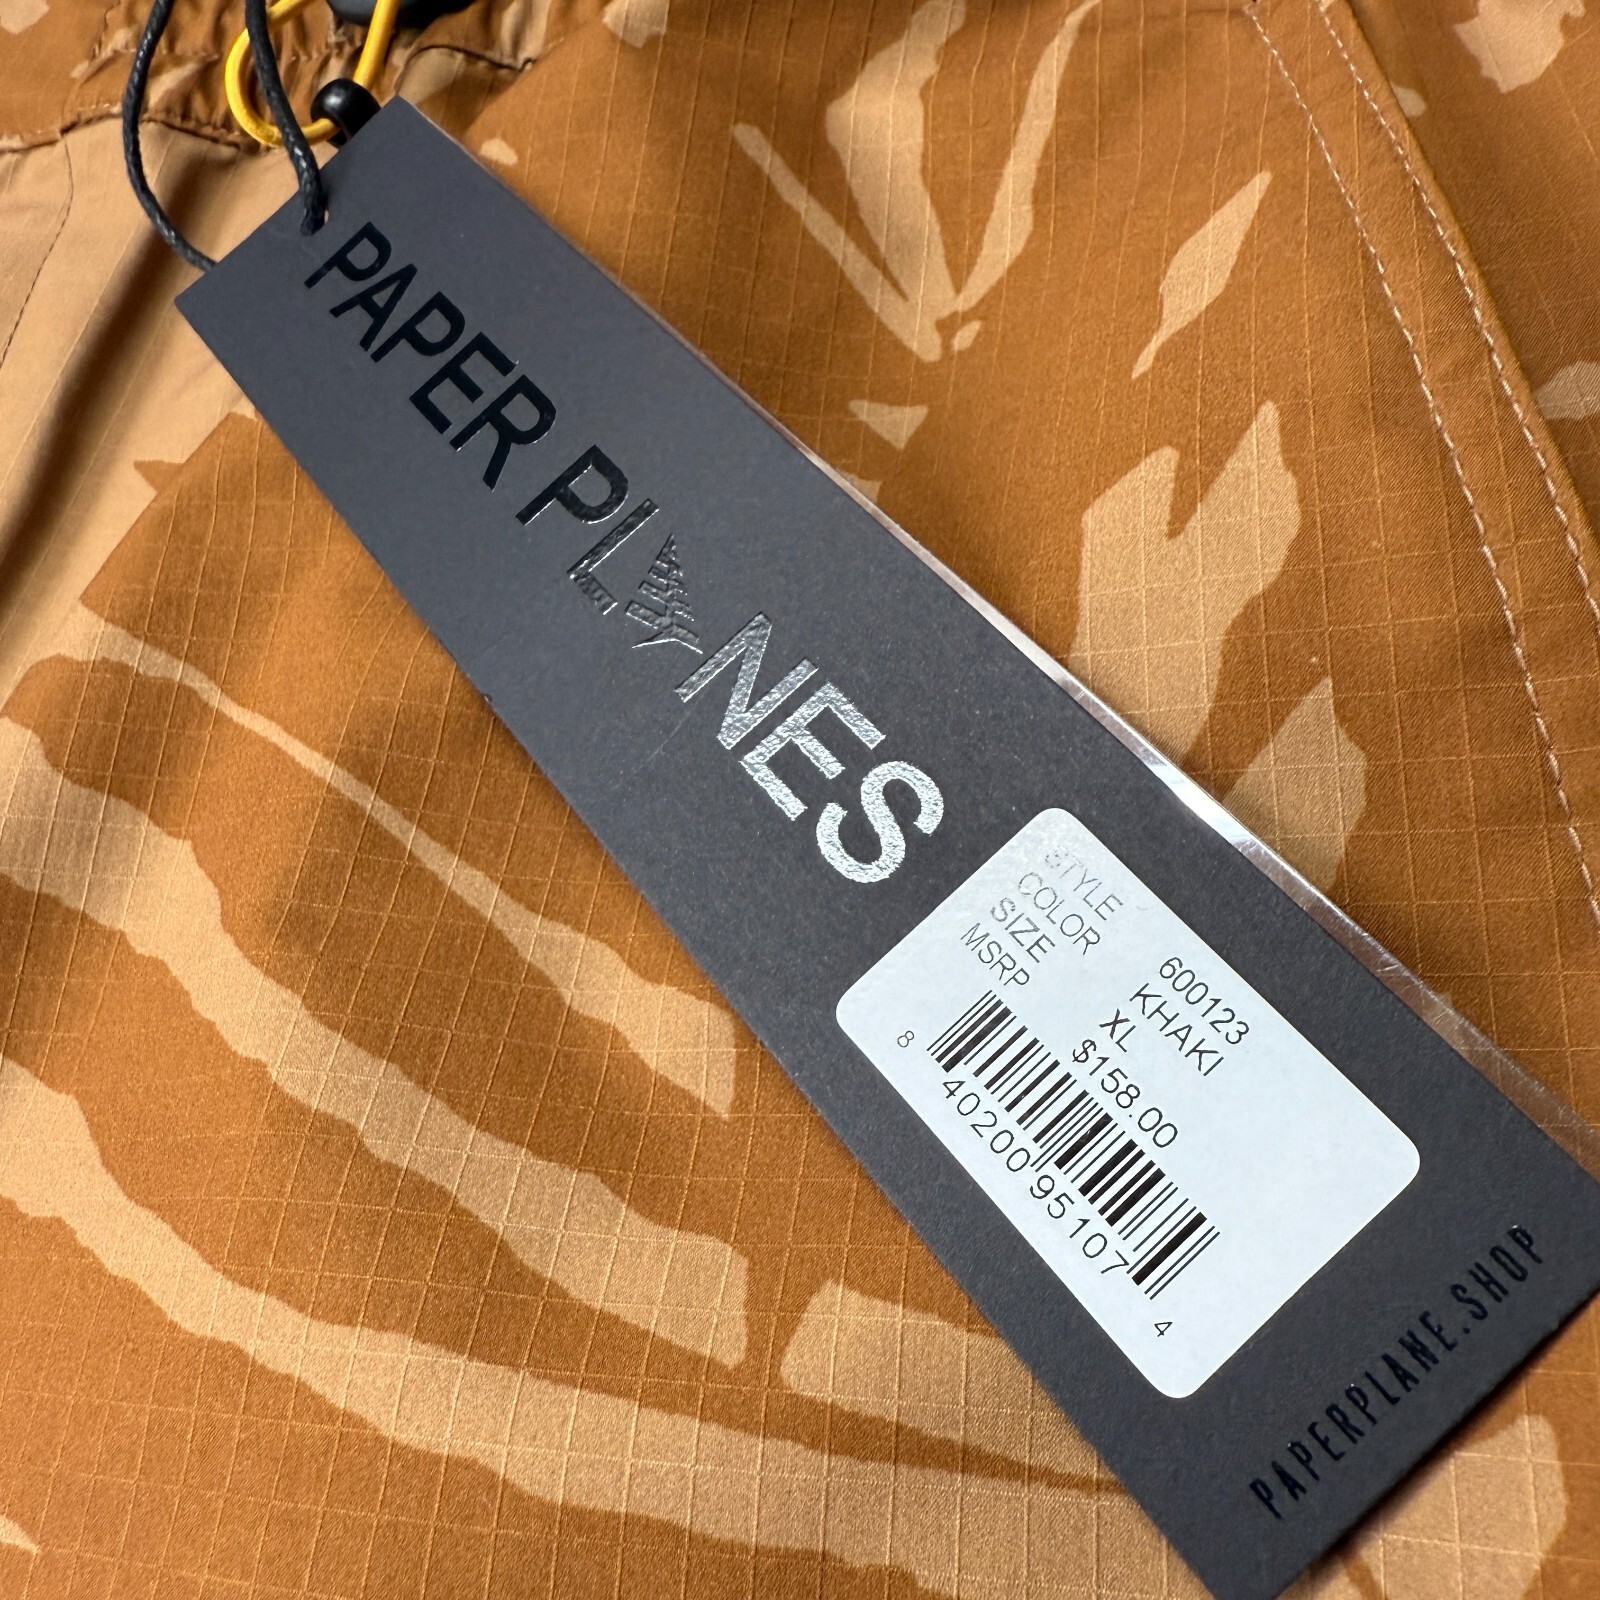 PAPER PLANES
STYLE 600123
COLOR KHAKI
SIZE XL
MSRP $158.00
8 40200 95107 4
PAPERPLANE.SHOP